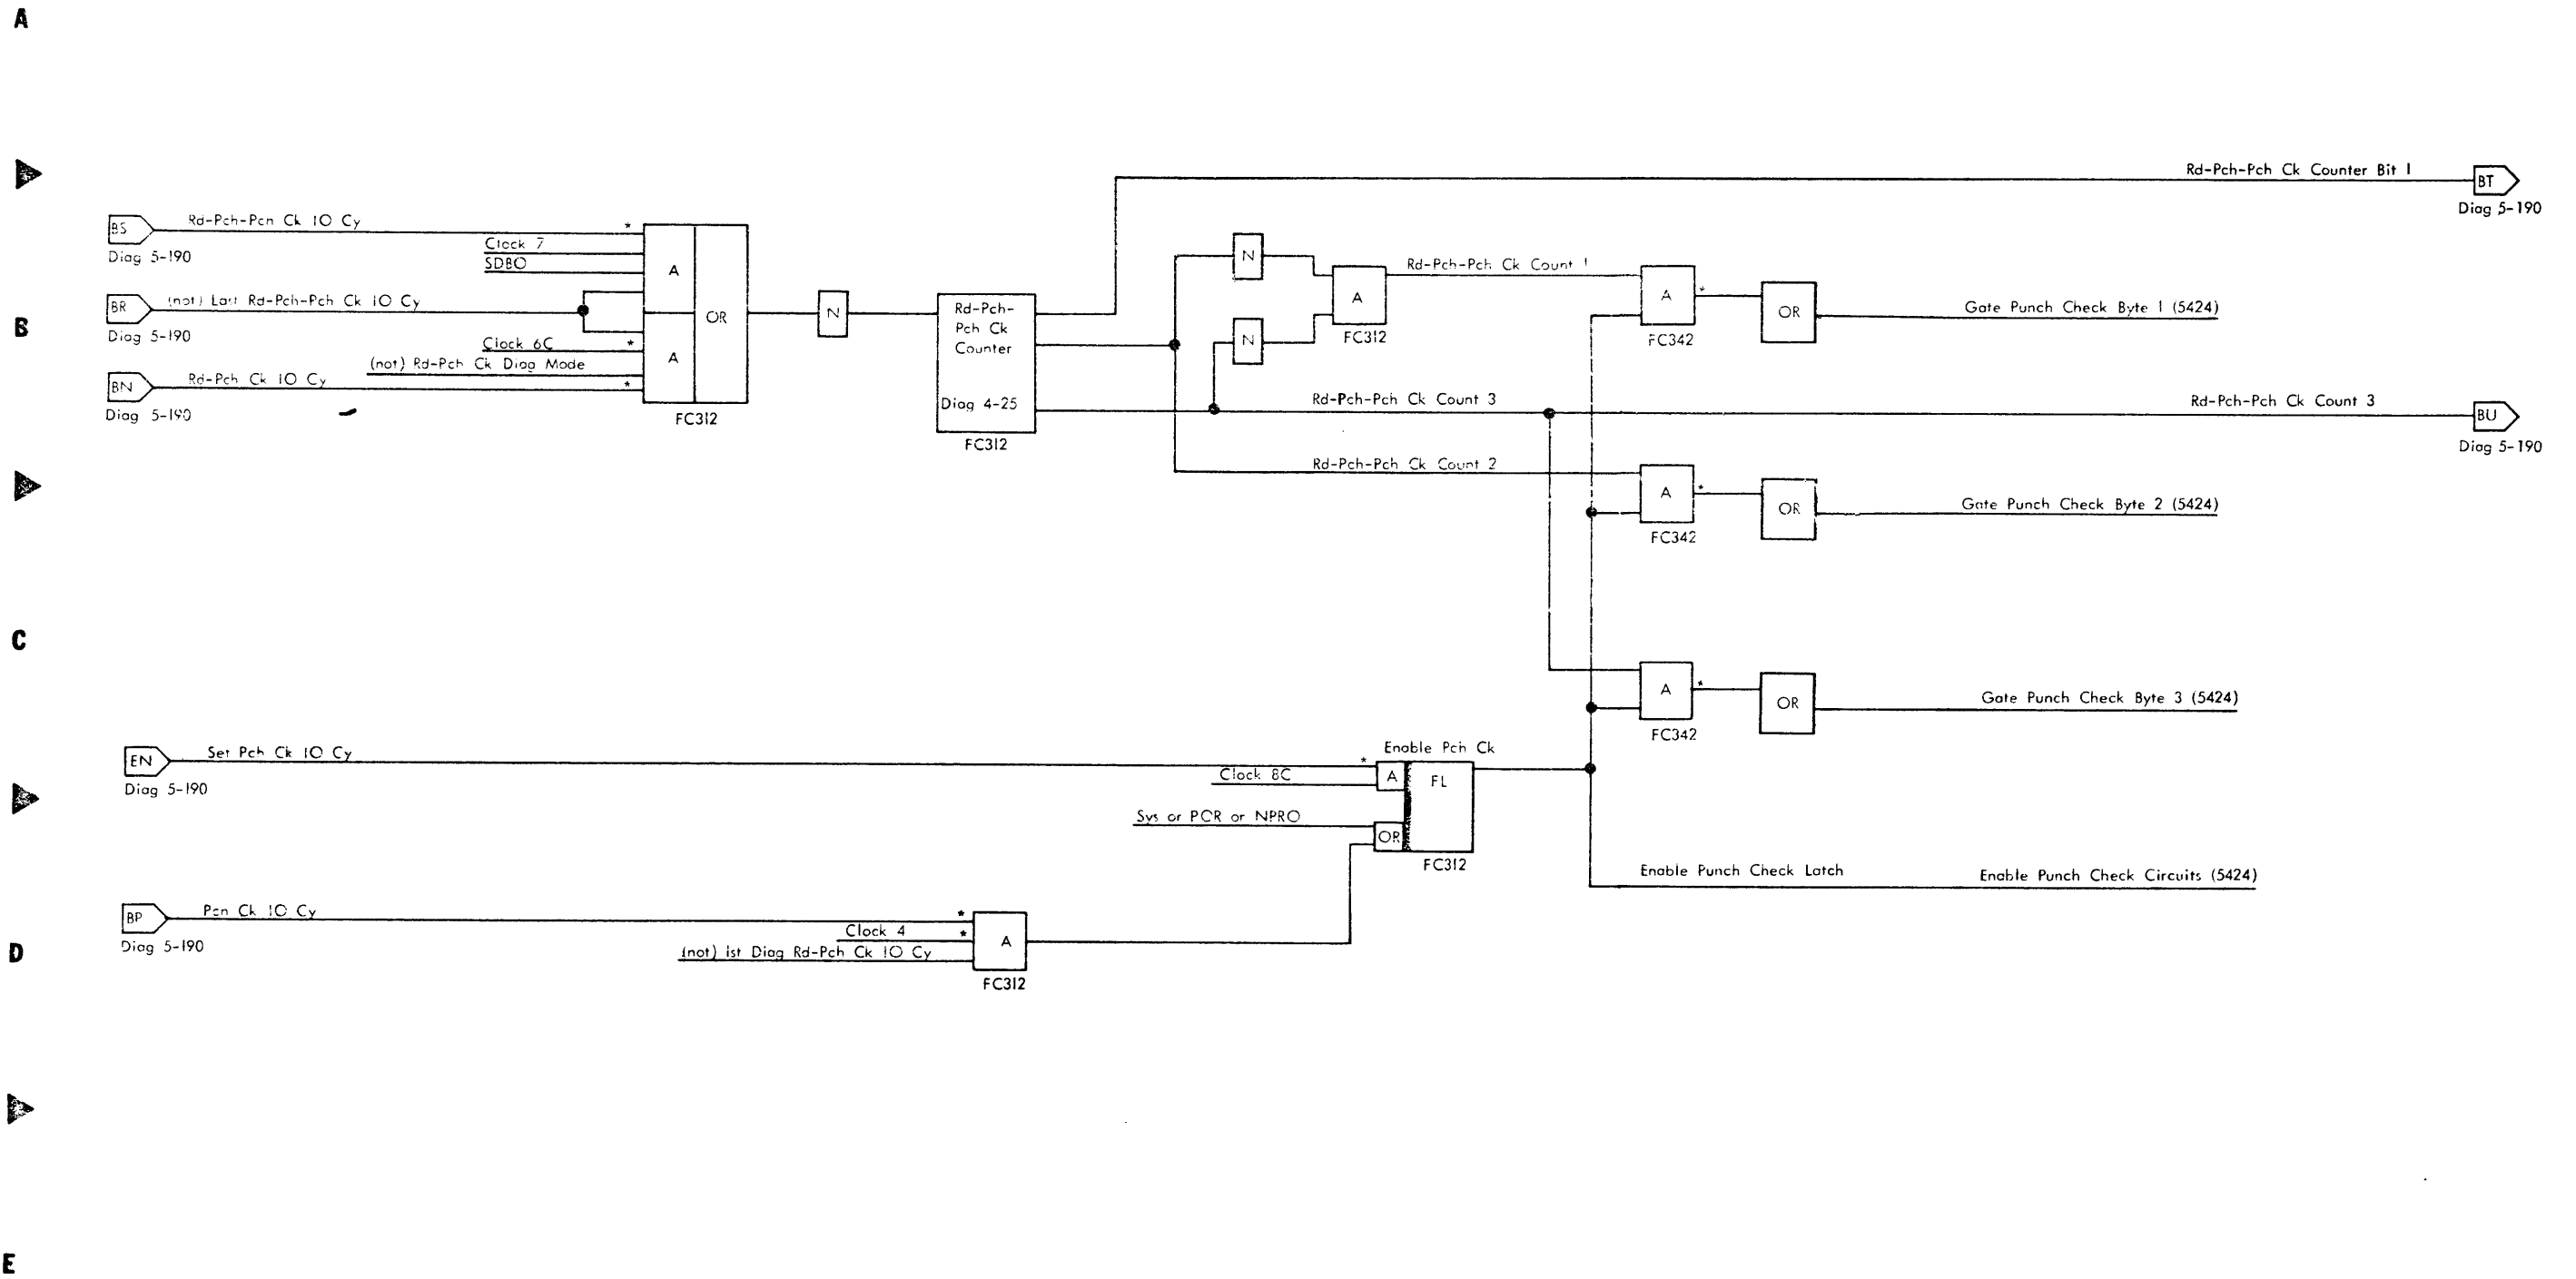 A
Rd-Pch-Pch Ck Counter Bit 1
BT
Diag 5-190
BS
Rd-Pch-Pch Ck IO Cy
*
Diag 5-190
Clock 7
SDBO
A
BR
(not) Last Rd-Pch-Pch Ck IO Cy
Diag 5-190
B
Clock 6C
*
(not) Rd-Pch Ck Diag Mode
A
OR
BN
Rd-Pch Ck IO Cy
*
Diag 5-190
FC312
N
Rd-Pch-
Pch Ck
Counter
Diag 4-25
FC312
N
N
A
FC312
Rd-Pch-Pch Ck Count 1
A
*
FC342
OR
Gate Punch Check Byte 1 (5424)
Rd-Pch-Pch Ck Count 3
Rd-Pch-Pch Ck Count 3
BU
Diag 5-190
Rd-Pch-Pch Ck Count 2
A
*
FC342
OR
Gate Punch Check Byte 2 (5424)
C
A
*
FC342
OR
Gate Punch Check Byte 3 (5424)
EN
Set Pch Ck IO Cy
Diag 5-190
Enable Pch Ck
*
Clock 8C
A
FL
Sys or POR or NPRO
OR
FC312
Enable Punch Check Latch
Enable Punch Check Circuits (5424)
BP
Pch Ck IO Cy
*
Diag 5-190
D
Clock 4
*
(not) 1st Diag Rd-Pch Ck IO Cy
A
FC312
E